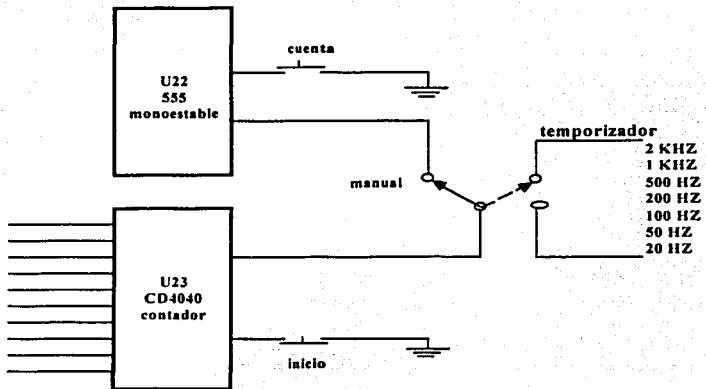 cuenta
U22
555
monoestable
temporizador
2 KHZ
1 KHZ
manual
500 HZ
200 HZ
100 HZ
50 HZ
20 HZ
U23
CD4040
contador
inicio